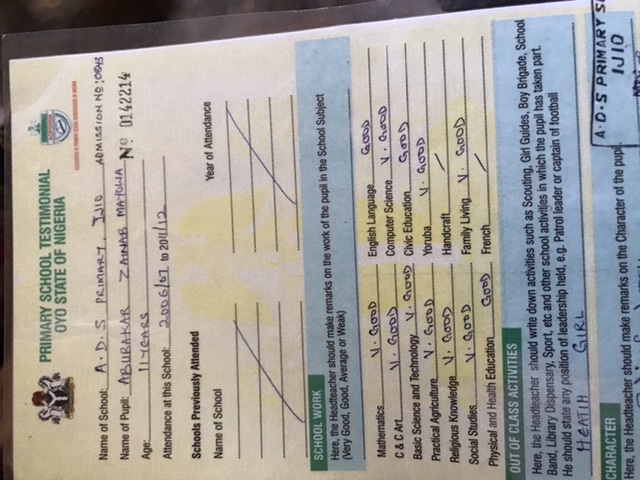 PRIMARY SCHOOL TESTIMONIAL
OYO STATE OF NIGERIA
Name of School: A.D.S PRIMARY IJIO ADMISSION NO: 0843
Name of Pupil: ABUBAKAR ZAINAB MAYOWA No 0142214
Age: 11 YEARS
Attendance at this School: 2006/07 to 2011/12
Schools Previously Attended
Name of School Year of Attendance
SCHOOL WORK
Here, the Headteacher should make remarks on the work of the pupil in the School Subject
(Very Good, Good, Average or Weak)
Mathematics V. GOOD English Language GOOD
C & C Art V. GOOD Computer Science V. GOOD
Basic Science and Technology V. GOOD Civic Education GOOD
Practical Agriculture V. GOOD Yoruba V. GOOD
Religious Knowledge V. GOOD Handcraft
Social Studies V. GOOD Family Living V. GOOD
Physical and Health Education GOOD French
OUT OF CLASS ACTIVITIES
Here, the Headteacher should write down activities such as Scouting, Girl Guides, Boy Brigade, School
Band, Library Dispensary, Sport, etc and other school activities in which the pupil has taken part.
He should state any position of leadership held, e.g. Patrol leader or captain of football
HEATH GIRL
CHARACTER
Here, the Headteacher should make remarks on the Character of the pupil
A.D.S PRIMARY
IJIO